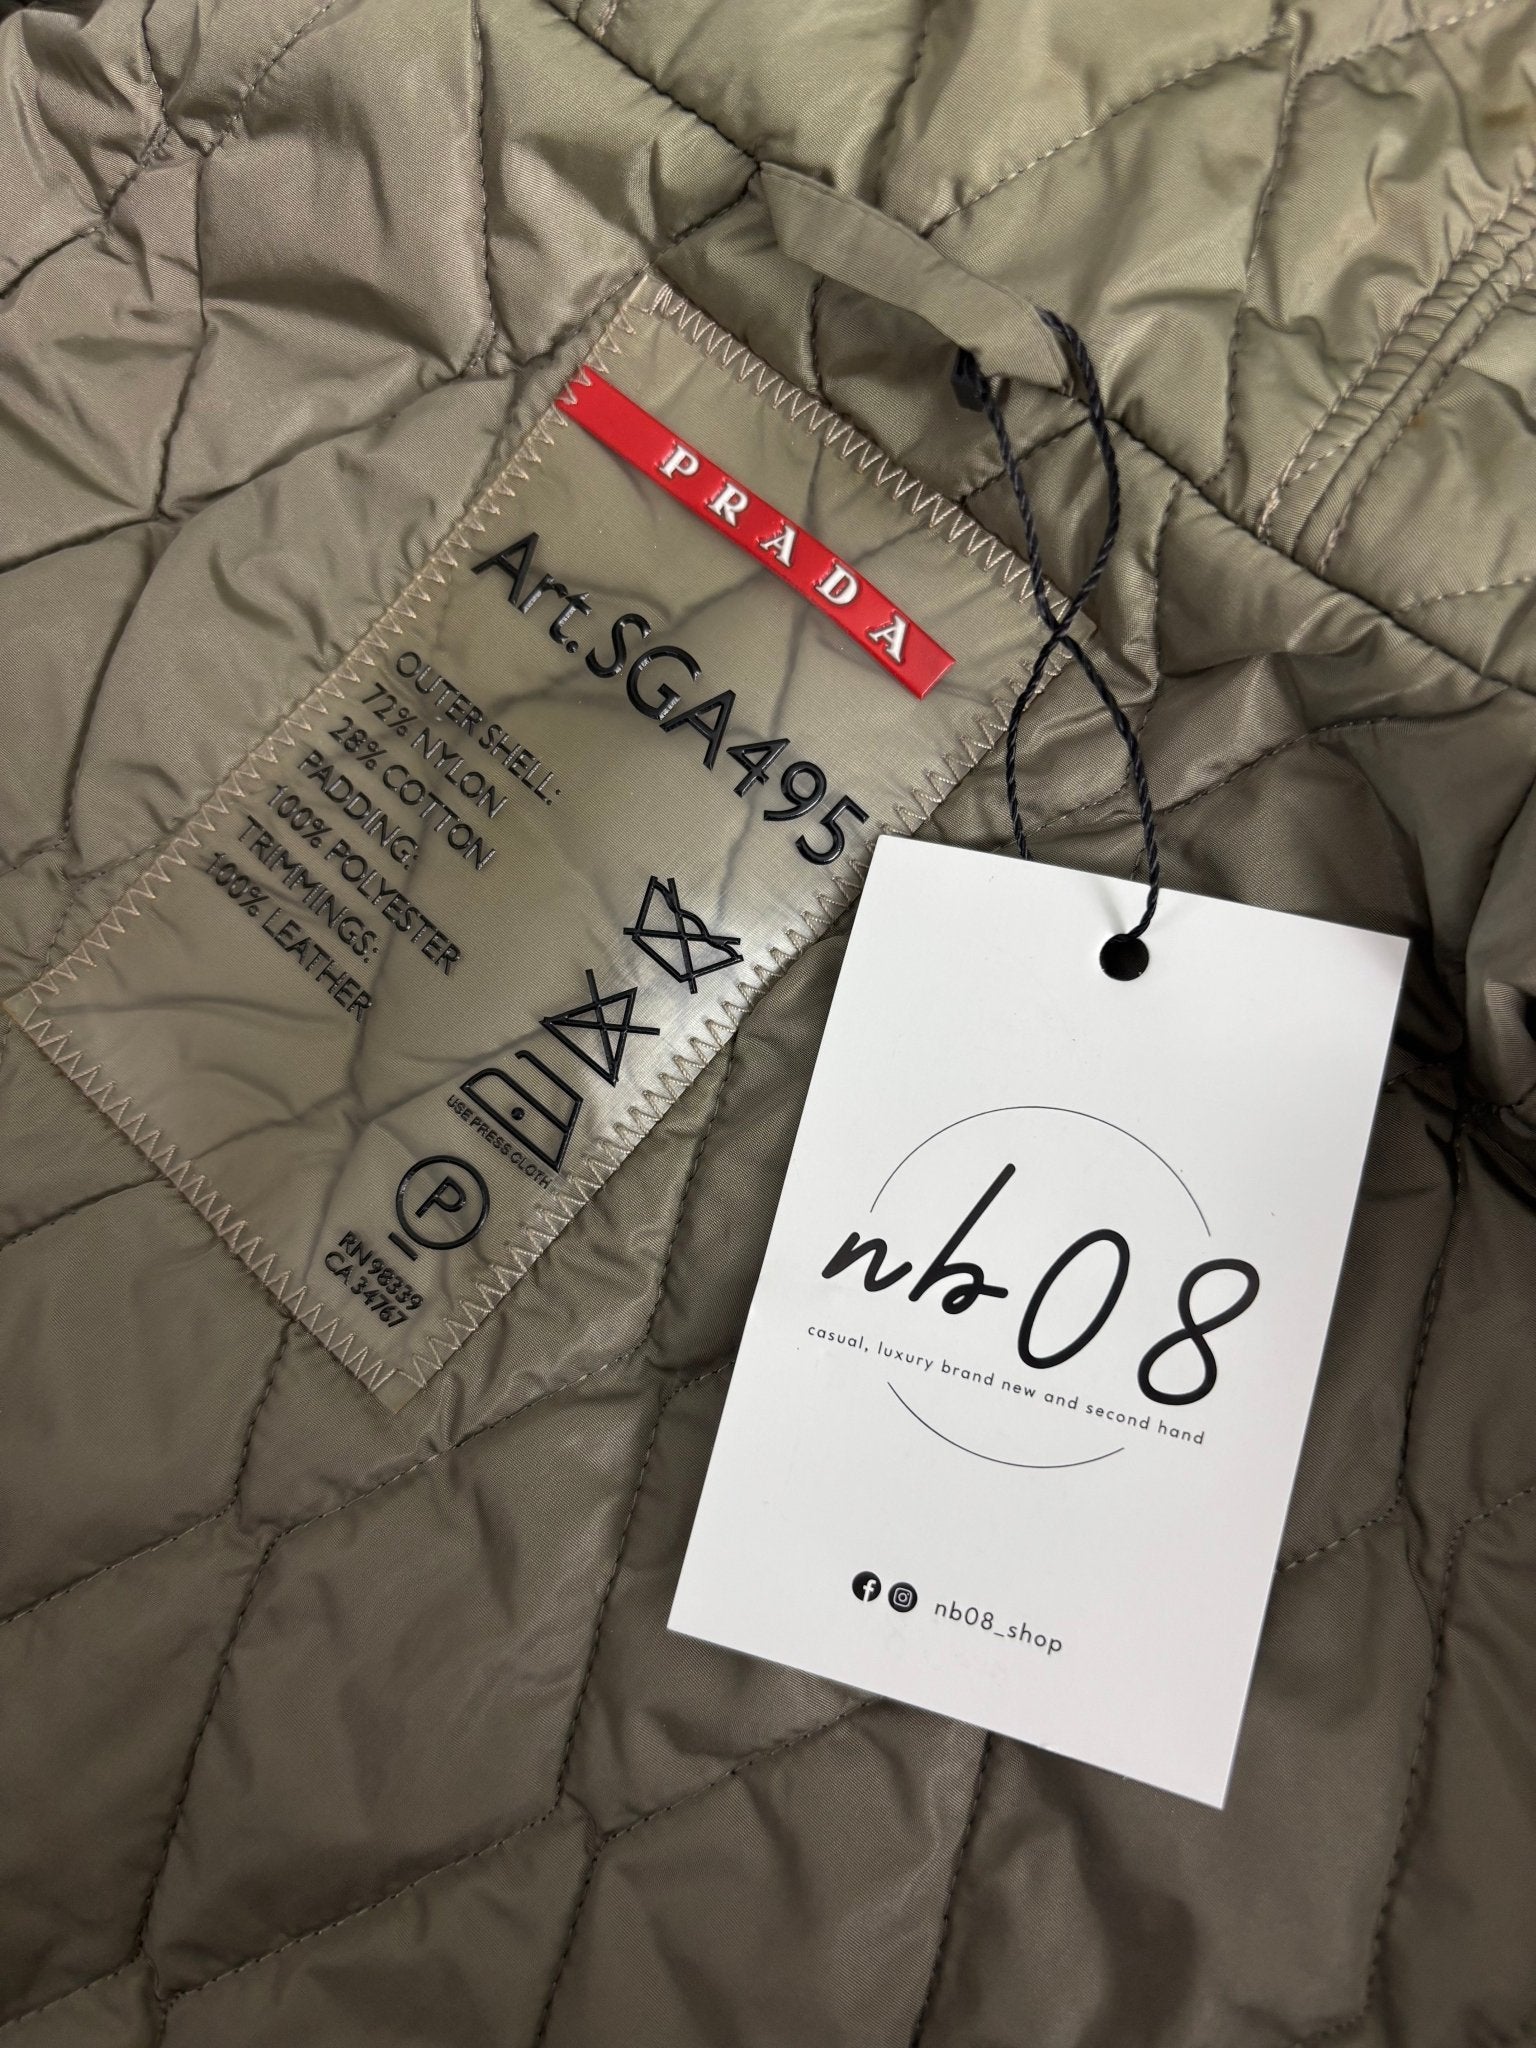 PRADA
Art. SGA495
OUTER SHELL:
72% NYLON
28% COTTON
PADDING:
100% POLYESTER
TRIMMINGS:
100% LEATHER
USE PRESS CLOTH
P
RN 98339
CA 34767
nb08
casual, luxury brand new and second hand
nb08_shop